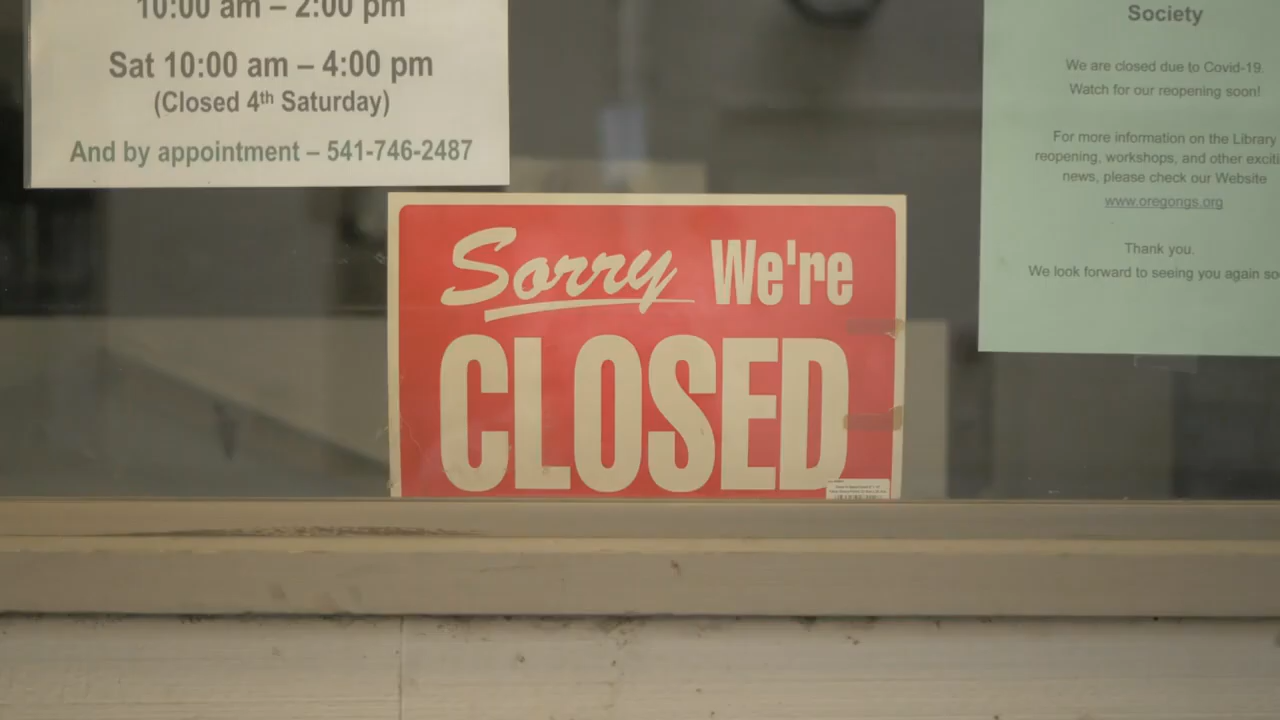 10:00 am – 2:00 pm
Sat 10:00 am – 4:00 pm
(Closed 4th Saturday)
And by appointment – 541-746-2487
Sorry We're
CLOSED
Society
We are closed due to Covid-19.
Watch for our reopening soon!
For more information on the Library
reopening, workshops, and other exciti
news, please check our Website
www.oregongs.org
Thank you.
We look forward to seeing you again so